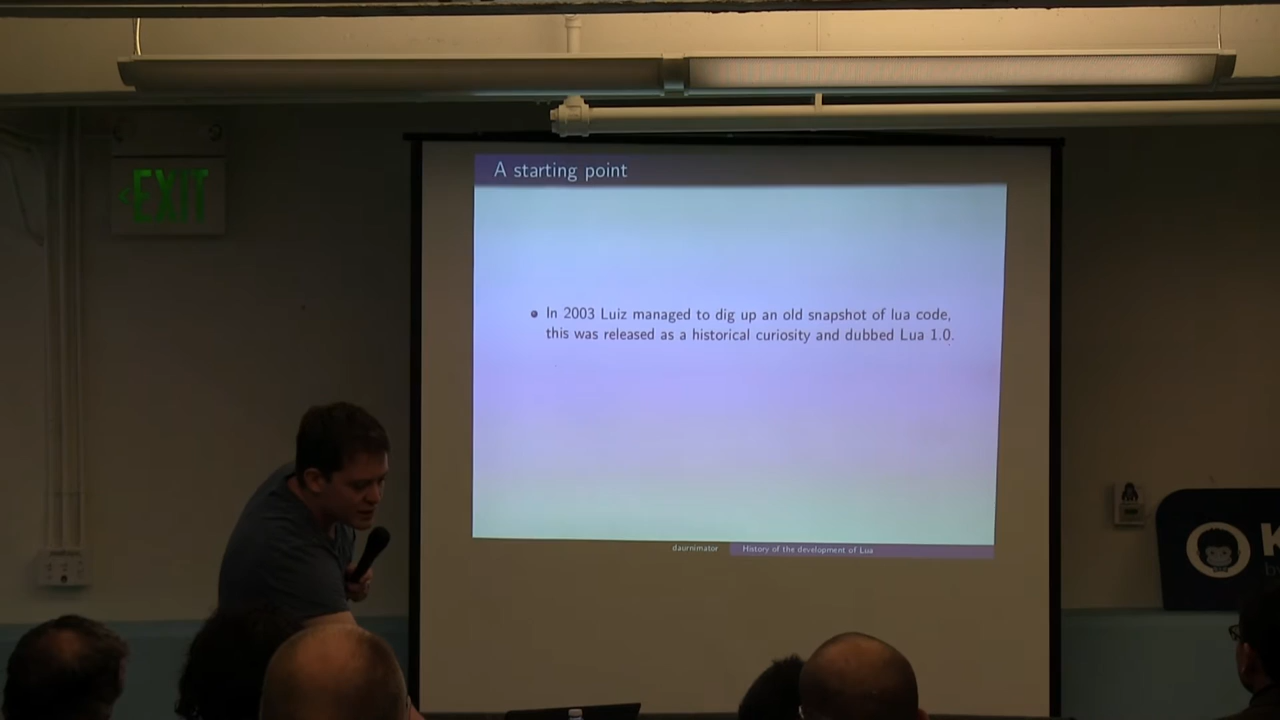 EXIT
A starting point
In 2003 Luiz managed to dig up an old snapshot of lua code,
this was released as a historical curiosity and dubbed Lua 1.0.
daurnimator
History of the development of Lua
K